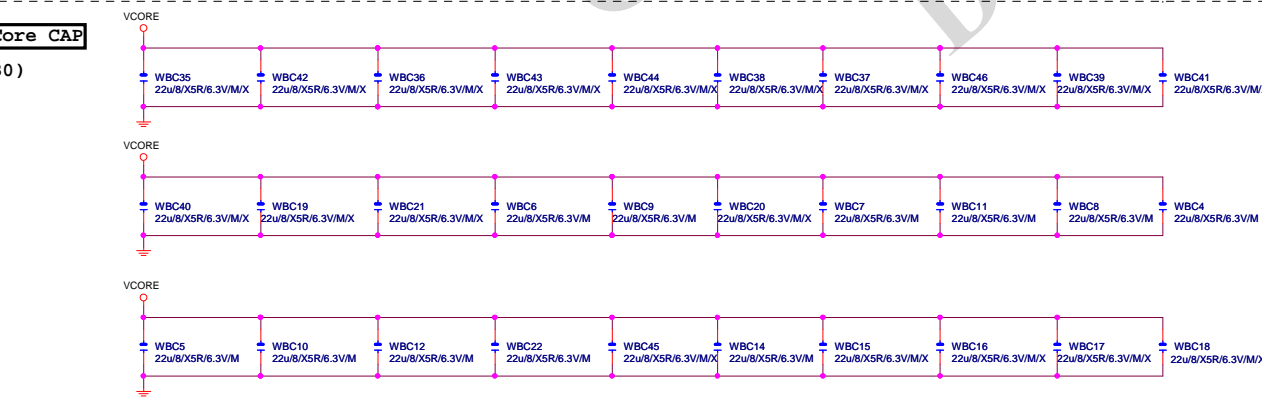 Core CAP
VCORE
WBC35 WBC42 WBC36 WBC43 WBC44 WBC38 WBC37 WBC46 WBC39 WBC41
22u/8/X5R/6.3V/M/X 22u/8/X5R/6.3V/M/X 22u/8/X5R/6.3V/M/X 22u/8/X5R/6.3V/M/X 22u/8/X5R/6.3V/M/X 22u/8/X5R/6.3V/M/X 22u/8/X5R/6.3V/M/X 22u/8/X5R/6.3V/M/X 22u/8/X5R/6.3V/M/X 22u/8/X5R/6.3V/M/
0)
VCORE
WBC40 WBC19 WBC21 WBC6 WBC9 WBC20 WBC7 WBC11 WBC8 WBC4
22u/8/X5R/6.3V/M/X 22u/8/X5R/6.3V/M/X 22u/8/X5R/6.3V/M/X 22u/8/X5R/6.3V/M 22u/8/X5R/6.3V/M 22u/8/X5R/6.3V/M/X 22u/8/X5R/6.3V/M 22u/8/X5R/6.3V/M 22u/8/X5R/6.3V/M 22u/8/X5R/6.3V/M
VCORE
WBC5 WBC10 WBC12 WBC22 WBC45 WBC14 WBC15 WBC16 WBC17 WBC18
22u/8/X5R/6.3V/M 22u/8/X5R/6.3V/M 22u/8/X5R/6.3V/M 22u/8/X5R/6.3V/M 22u/8/X5R/6.3V/M/X 22u/8/X5R/6.3V/M 22u/8/X5R/6.3V/M 22u/8/X5R/6.3V/M/X 22u/8/X5R/6.3V/M/X 22u/8/X5R/6.3V/M/X